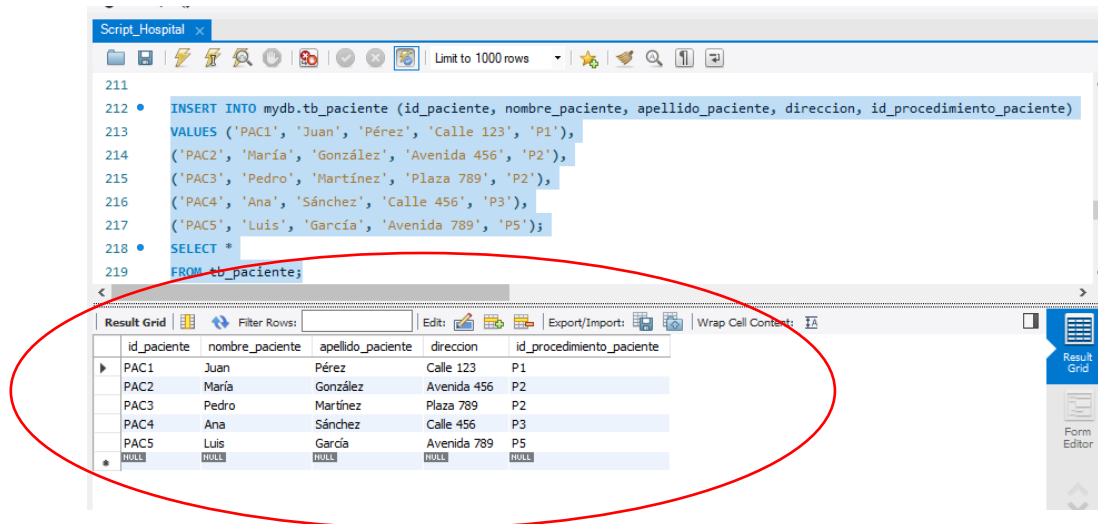 Script_Hospital
Limit to 1000 rows
211
212 INSERT INTO mydb.tb_paciente (id_paciente, nombre_paciente, apellido_paciente, direccion, id_procedimiento_paciente)
213 VALUES ('PAC1', 'Juan', 'Pérez', 'Calle 123', 'P1'),
214 ('PAC2', 'María', 'González', 'Avenida 456', 'P2'),
215 ('PAC3', 'Pedro', 'Martínez', 'Plaza 789', 'P2'),
216 ('PAC4', 'Ana', 'Sánchez', 'Calle 456', 'P3'),
217 ('PAC5', 'Luis', 'García', 'Avenida 789', 'P5');
218 SELECT *
219 FROM tb_paciente;
Result Grid Filter Rows: Edit: Export/Import: Wrap Cell Content:
id_paciente nombre_paciente apellido_paciente direccion id_procedimiento_paciente
PAC1 Juan Pérez Calle 123 P1
PAC2 María González Avenida 456 P2
PAC3 Pedro Martínez Plaza 789 P2
PAC4 Ana Sánchez Calle 456 P3
PAC5 Luis García Avenida 789 P5
NULL NULL NULL NULL NULL
Result
Grid
Form
Editor